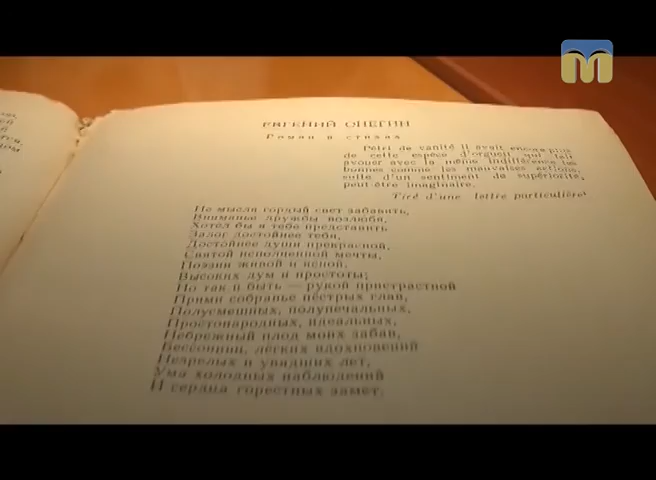 ЕВГЕНИЙ ОНЕГИН
Роман в стихах
Pétri de vanité il avait encore plus
de cette espèce d'orgueil qui fait
avouer avec la même indifférence les
bonnes comme les mauvaises actions,
suite d'un sentiment de supériorité,
peut être imaginaire.
Tiré d'une lettre particulière
Не мысля гордый свет забавить,
Вниманье дружбы возлюбя,
Хотел бы я тебе представить
Залог достойнее тебя,
Достойнее души прекрасной,
Святой исполненной мечты,
Поэзии живой и ясной,
Высоких дум и простоты;
Но так и быть — рукой пристрастной
Прими собранье пёстрых глав,
Полусмешных, полупечальных,
Простонародных, идеальных,
Небрежный плод моих забав,
Бессонниц, лёгких вдохновений
Незрелых и увядших лет,
Ума холодных наблюдений
И сердца горестных замет.